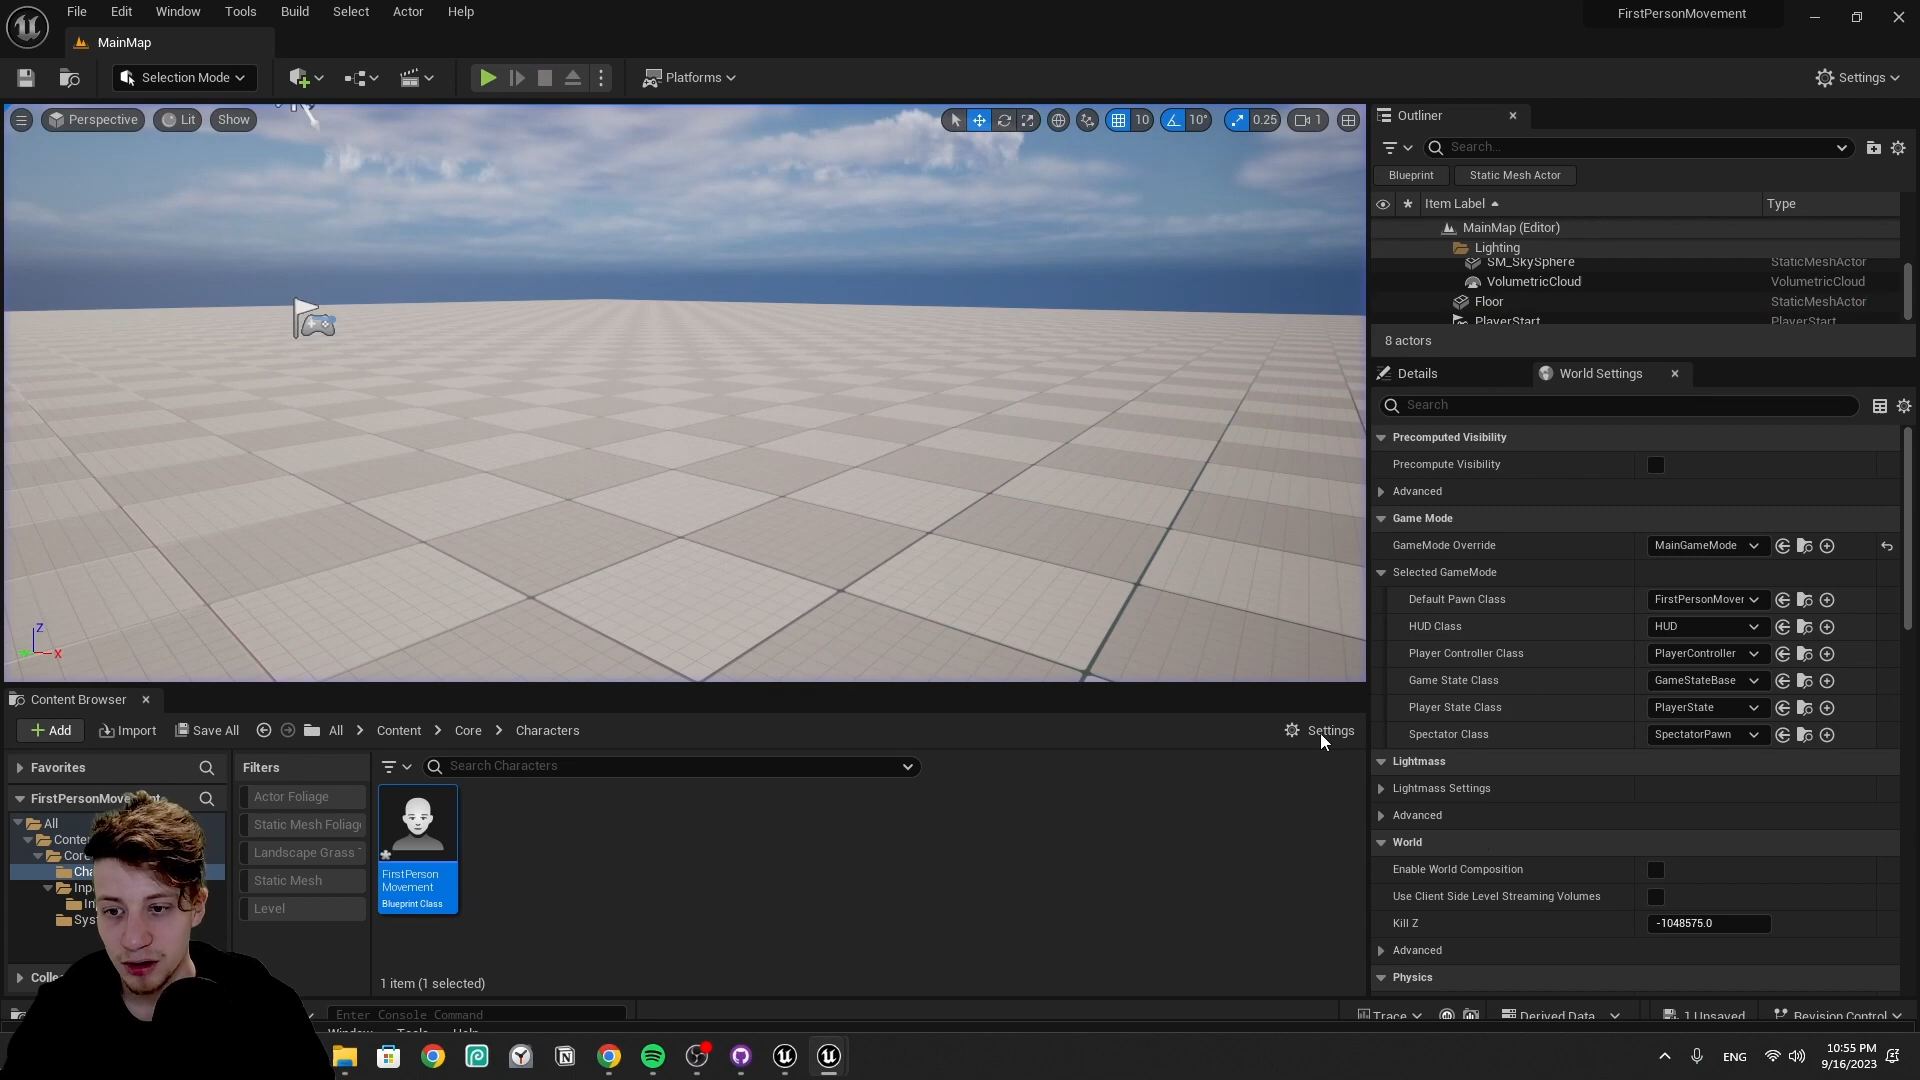 File Edit Window Tools Build Select Actor Help
FirstPersonMovement
MainMap
Selection Mode
Platforms
Settings
Perspective Lit Show
10 10° 0.25 1
Outliner
Search...
Blueprint Static Mesh Actor
Item Label Type
MainMap (Editor)
Lighting
SM_SkySphere StaticMeshActor
VolumetricCloud VolumetricCloud
Floor StaticMeshActor
PlayerStart PlayerStart
8 actors
Details World Settings
Search
Precomputed Visibility
Precompute Visibility
Advanced
Game Mode
GameMode Override MainGameMode
Selected GameMode
Default Pawn Class FirstPersonMover
HUD Class HUD
Player Controller Class PlayerController
Game State Class GameStateBase
Player State Class PlayerState
Spectator Class SpectatorPawn
Lightmass
Lightmass Settings
Advanced
World
Enable World Composition
Use Client Side Level Streaming Volumes
Kill Z -1048575.0
Advanced
Physics
Z
X
Content Browser
Add Import Save All All Content Core Characters Settings
Favorites
Filters
Search Characters
FirstPersonMovement
All
Actor Foliage
Static Mesh Foliag
Landscape Grass
Static Mesh
Level
FirstPerson
Movement
Blueprint Class
1 item (1 selected)
Enter Console Command
Trace Derived Data 1 Unsaved Revision Control
Window Tools Help
ENG
10:55 PM
9/16/2023